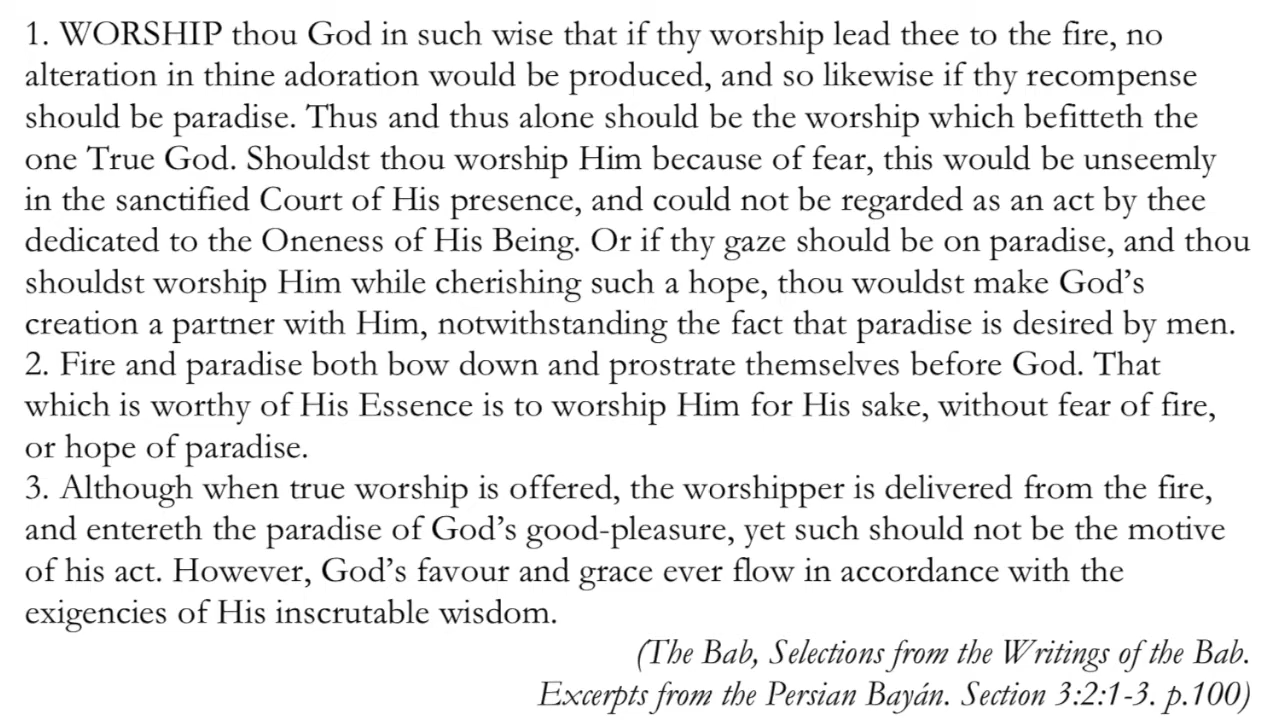 1. WORSHIP thou God in such wise that if thy worship lead thee to the fire, no
alteration in thine adoration would be produced, and so likewise if thy recompense
should be paradise. Thus and thus alone should be the worship which befitteth the
one True God. Shouldst thou worship Him because of fear, this would be unseemly
in the sanctified Court of His presence, and could not be regarded as an act by thee
dedicated to the Oneness of His Being. Or if thy gaze should be on paradise, and thou
shouldst worship Him while cherishing such a hope, thou wouldst make God’s
creation a partner with Him, notwithstanding the fact that paradise is desired by men.
2. Fire and paradise both bow down and prostrate themselves before God. That
which is worthy of His Essence is to worship Him for His sake, without fear of fire,
or hope of paradise.
3. Although when true worship is offered, the worshipper is delivered from the fire,
and entereth the paradise of God’s good-pleasure, yet such should not be the motive
of his act. However, God’s favour and grace ever flow in accordance with the
exigencies of His inscrutable wisdom.
(The Bab, Selections from the Writings of the Bab.
Excerpts from the Persian Bayán. Section 3:2:1-3. p.100)